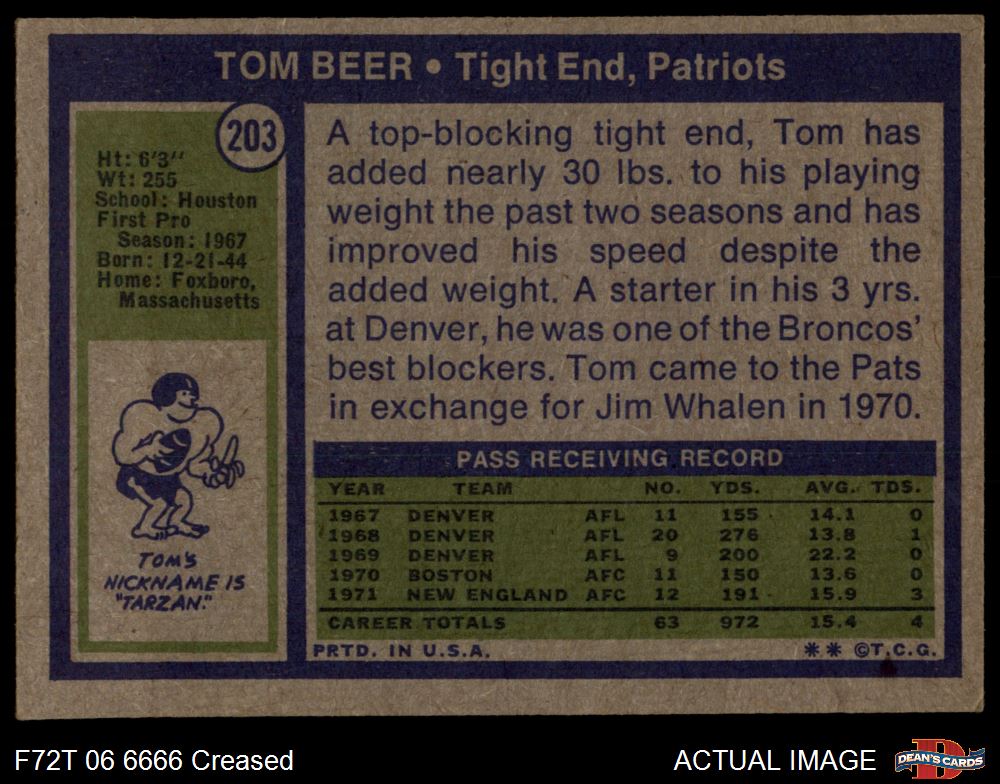 TOM BEER • Tight End, Patriots
203
Ht: 6'3"
Wt: 255
School: Houston
First Pro
Season: 1967
Born: 12-21-44
Home: Foxboro,
Massachusetts
TOM'S
NICKNAME IS
"TARZAN."
A top-blocking tight end, Tom has
added nearly 30 lbs. to his playing
weight the past two seasons and has
improved his speed despite the
added weight. A starter in his 3 yrs.
at Denver, he was one of the Broncos'
best blockers. Tom came to the Pats
in exchange for Jim Whalen in 1970.
PASS RECEIVING RECORD
YEAR TEAM NO. YDS. AVG. TDS.
1967 DENVER AFL 11 155 14.1 0
1968 DENVER AFL 20 276 13.8 1
1969 DENVER AFL 9 200 22.2 0
1970 BOSTON AFC 11 150 13.6 0
1971 NEW ENGLAND AFC 12 191 15.9 3
CAREER TOTALS 63 972 15.4 4
PRTD. IN U.S.A. ** ©T.C.G.
F72T 06 6666 Creased
ACTUAL IMAGE
D
DEAN'S CARDS